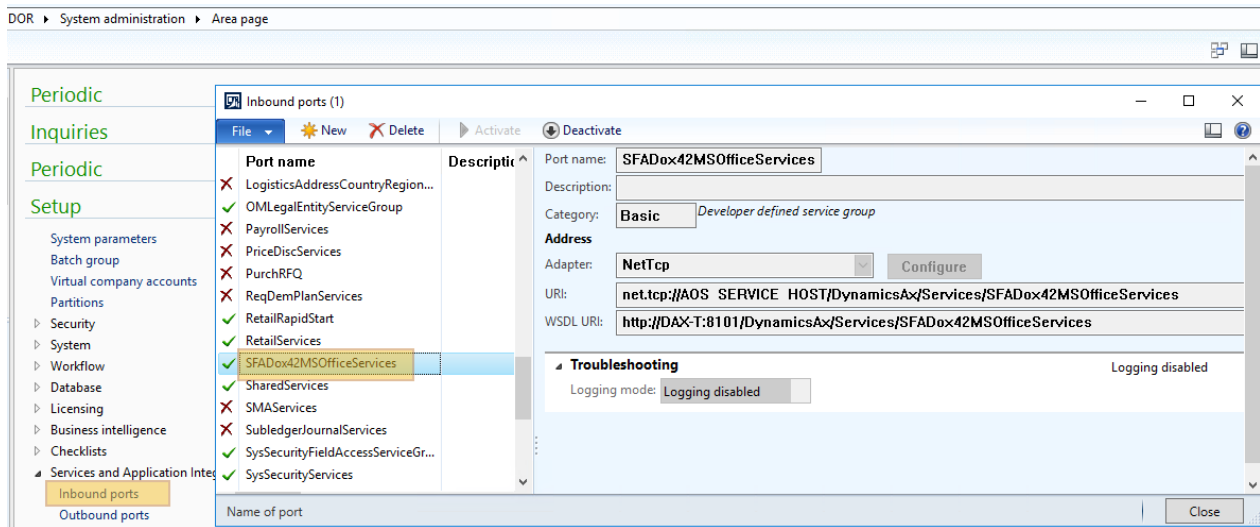 DOR ▸ System administration ▸ Area page
Periodic
Inquiries
Periodic
Setup
System parameters
Batch group
Virtual company accounts
Partitions
Security
System
Workflow
Database
Licensing
Business intelligence
Checklists
Services and Application Integ
Inbound ports
Outbound ports
Inbound ports (1)
File New Delete Activate Deactivate
Port name Descriptic
LogisticsAddressCountryRegion...
OMLegalEntityServiceGroup
PayrollServices
PriceDiscServices
PurchRFQ
ReqDemPlanServices
RetailRapidStart
RetailServices
SFADox42MSOfficeServices
SharedServices
SMAServices
SubledgerJournalServices
SysSecurityFieldAccessServiceGr...
SysSecurityServices
Port name: SFADox42MSOfficeServices
Description:
Category: Basic Developer defined service group
Address
Adapter: NetTcp Configure
URI: net.tcp://AOS_SERVICE_HOST/DynamicsAx/Services/SFADox42MSOfficeServices
WSDL URI: http://DAX-T:8101/DynamicsAx/Services/SFADox42MSOfficeServices
Troubleshooting Logging disabled
Logging mode: Logging disabled
Name of port Close